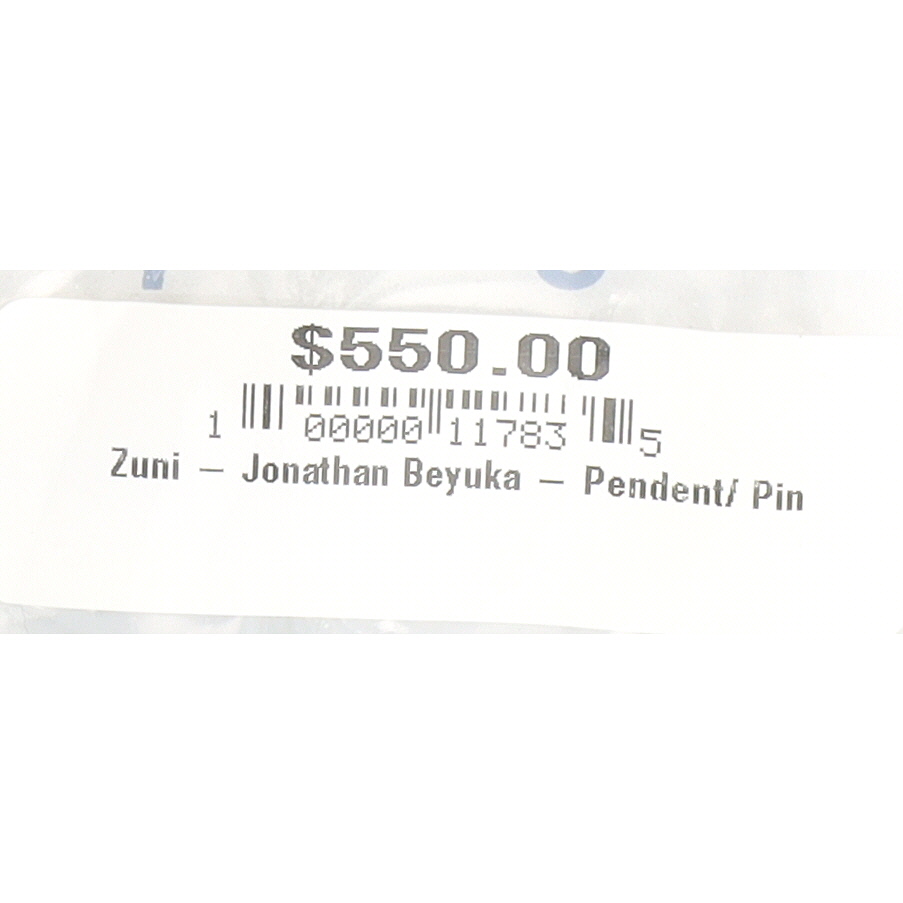 $550.00
1 00000 11783 5
Zuni – Jonathan Beyuka – Pendent/ Pin